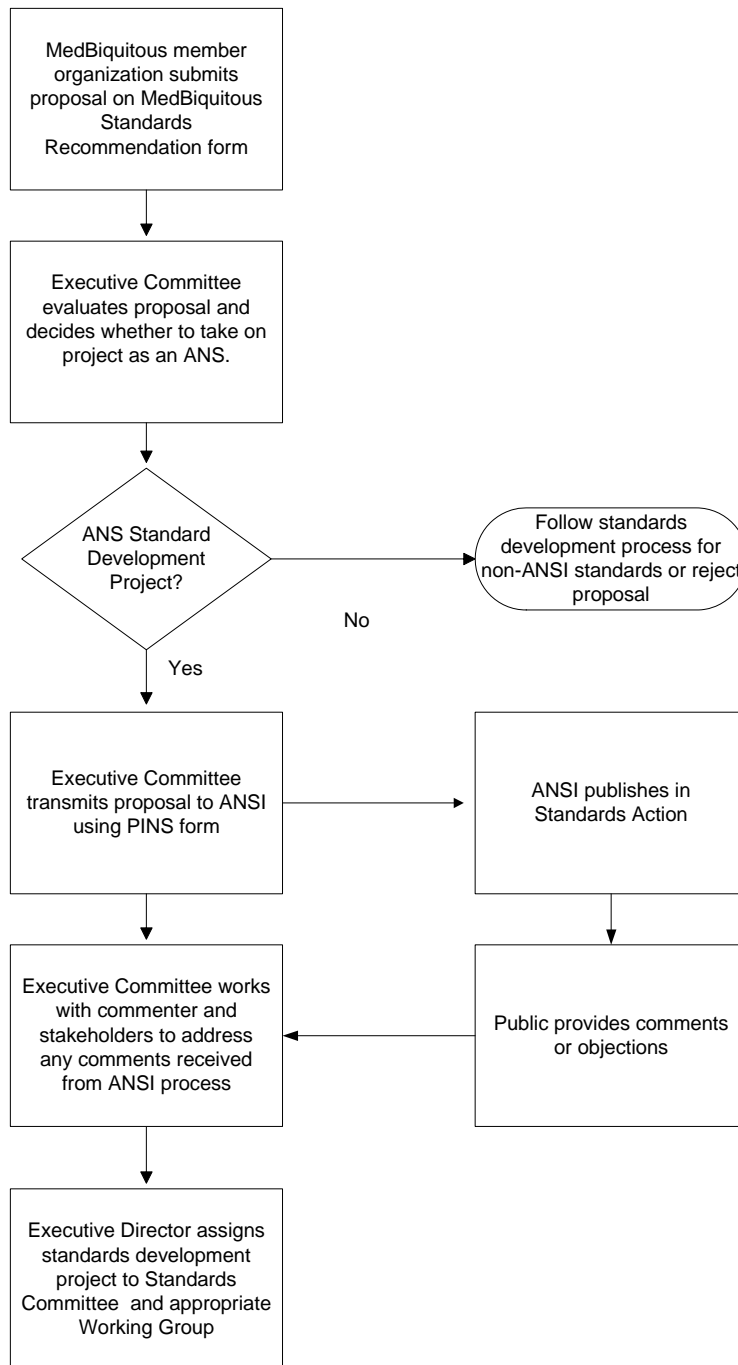 MedBiquitous member
organization submits
proposal on MedBiquitous
Standards
Recommendation form
Executive Committee
evaluates proposal and
decides whether to take on
project as an ANS.
ANS Standard
Development
Project?
Follow standards
development process for
non-ANSI standards or reject
proposal
No
Yes
Executive Committee
transmits proposal to ANSI
using PINS form
ANSI publishes in
Standards Action
Executive Committee works
with commenter and
stakeholders to address
any comments received
from ANSI process
Public provides comments
or objections
Executive Director assigns
standards development
project to Standards
Committee and appropriate
Working Group